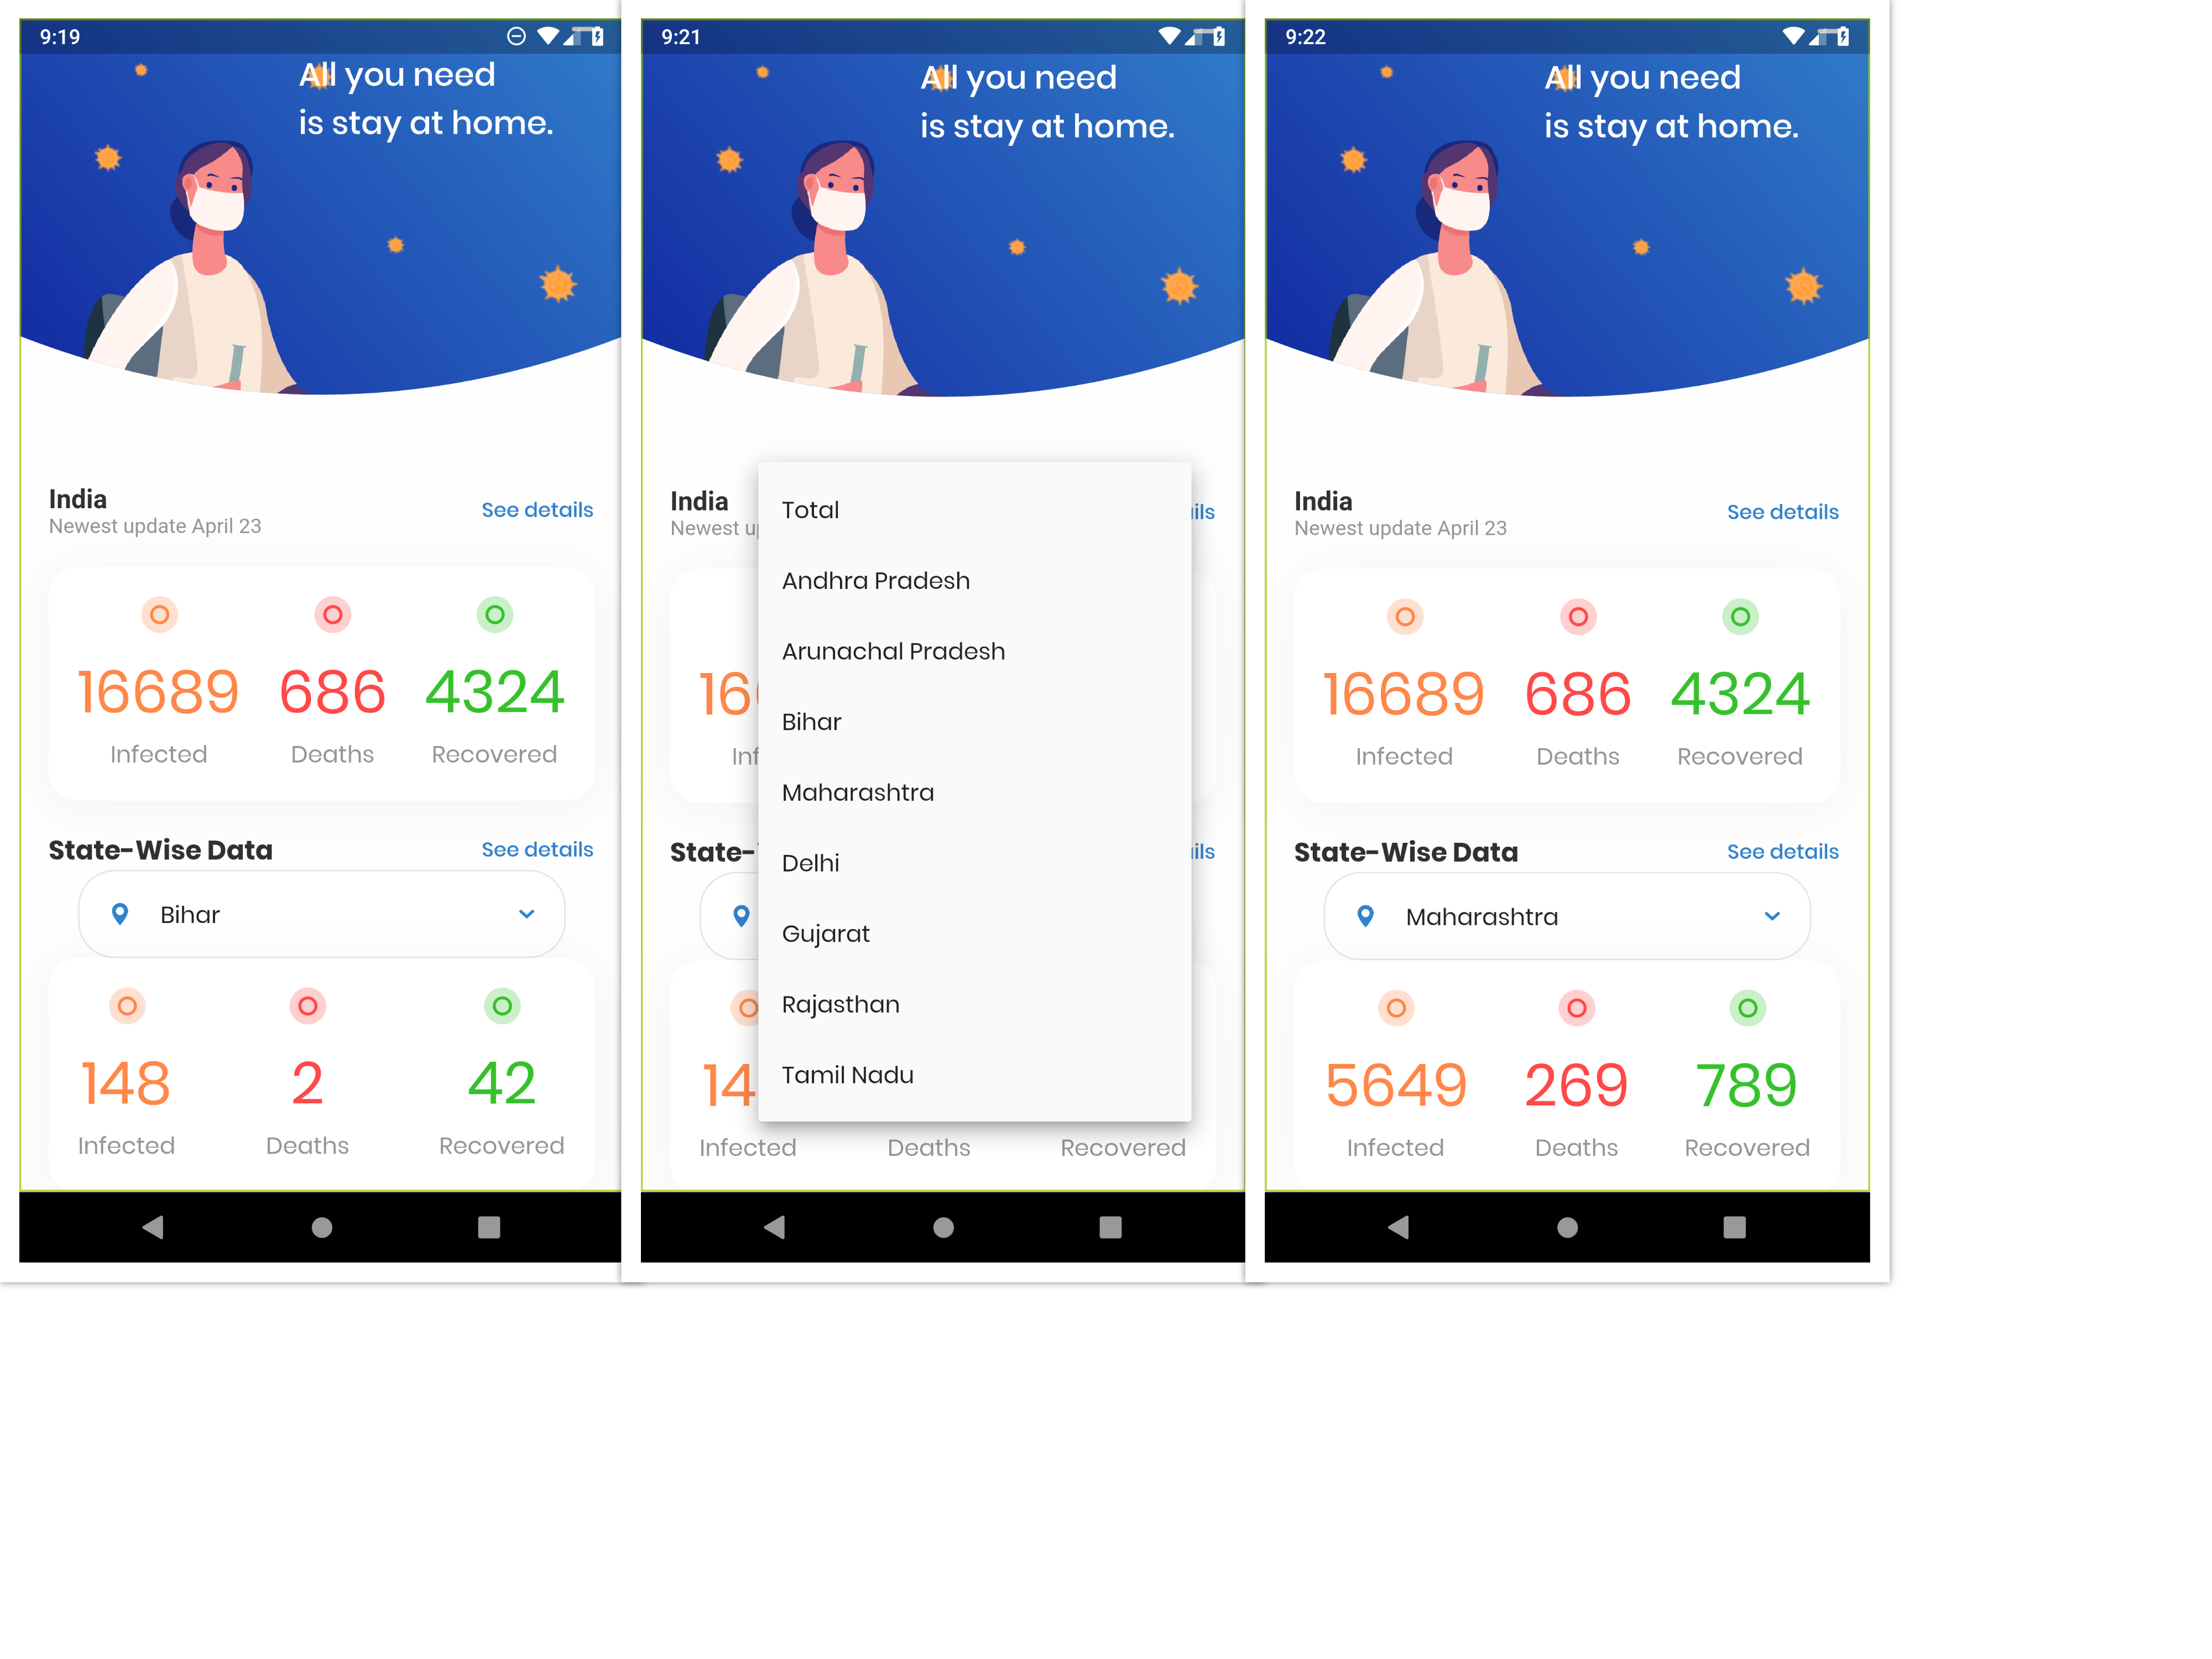 9:19
All you need
is stay at home.
India
See details
Newest update April 23
16689 686 4324
Infected Deaths Recovered
State-Wise Data See details
Bihar
148 2 42
Infected Deaths Recovered
9:21
All you need
is stay at home.
India
Newest
Total
Andhra Pradesh
Arunachal Pradesh
Bihar
Maharashtra
Delhi
Gujarat
Rajasthan
Tamil Nadu
State-
14
Infected Deaths Recovered
9:22
All you need
is stay at home.
India
See details
Newest update April 23
16689 686 4324
Infected Deaths Recovered
State-Wise Data See details
Maharashtra
5649 269 789
Infected Deaths Recovered